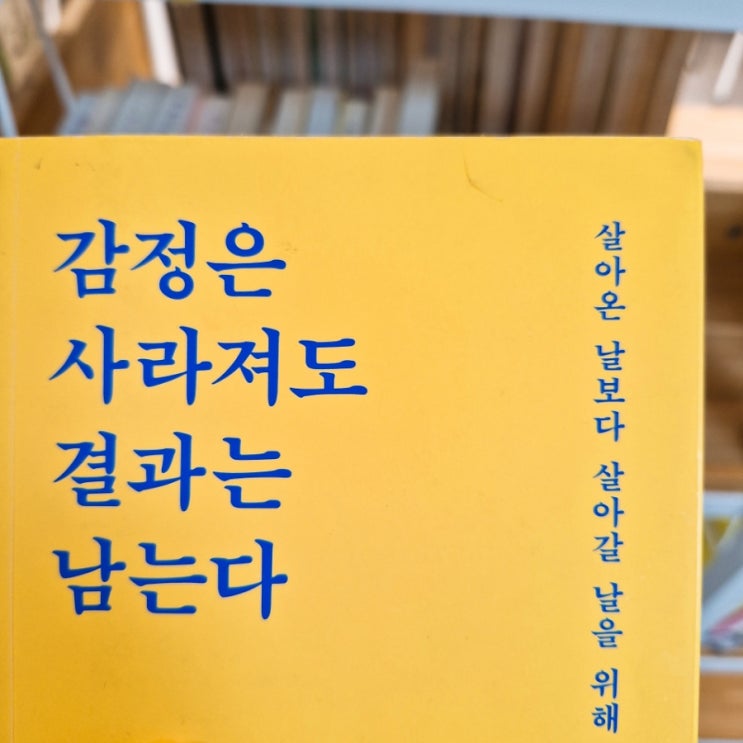 감정은
사라져도
결과는
남는다
살아온 날보다 살아갈 날을 위해